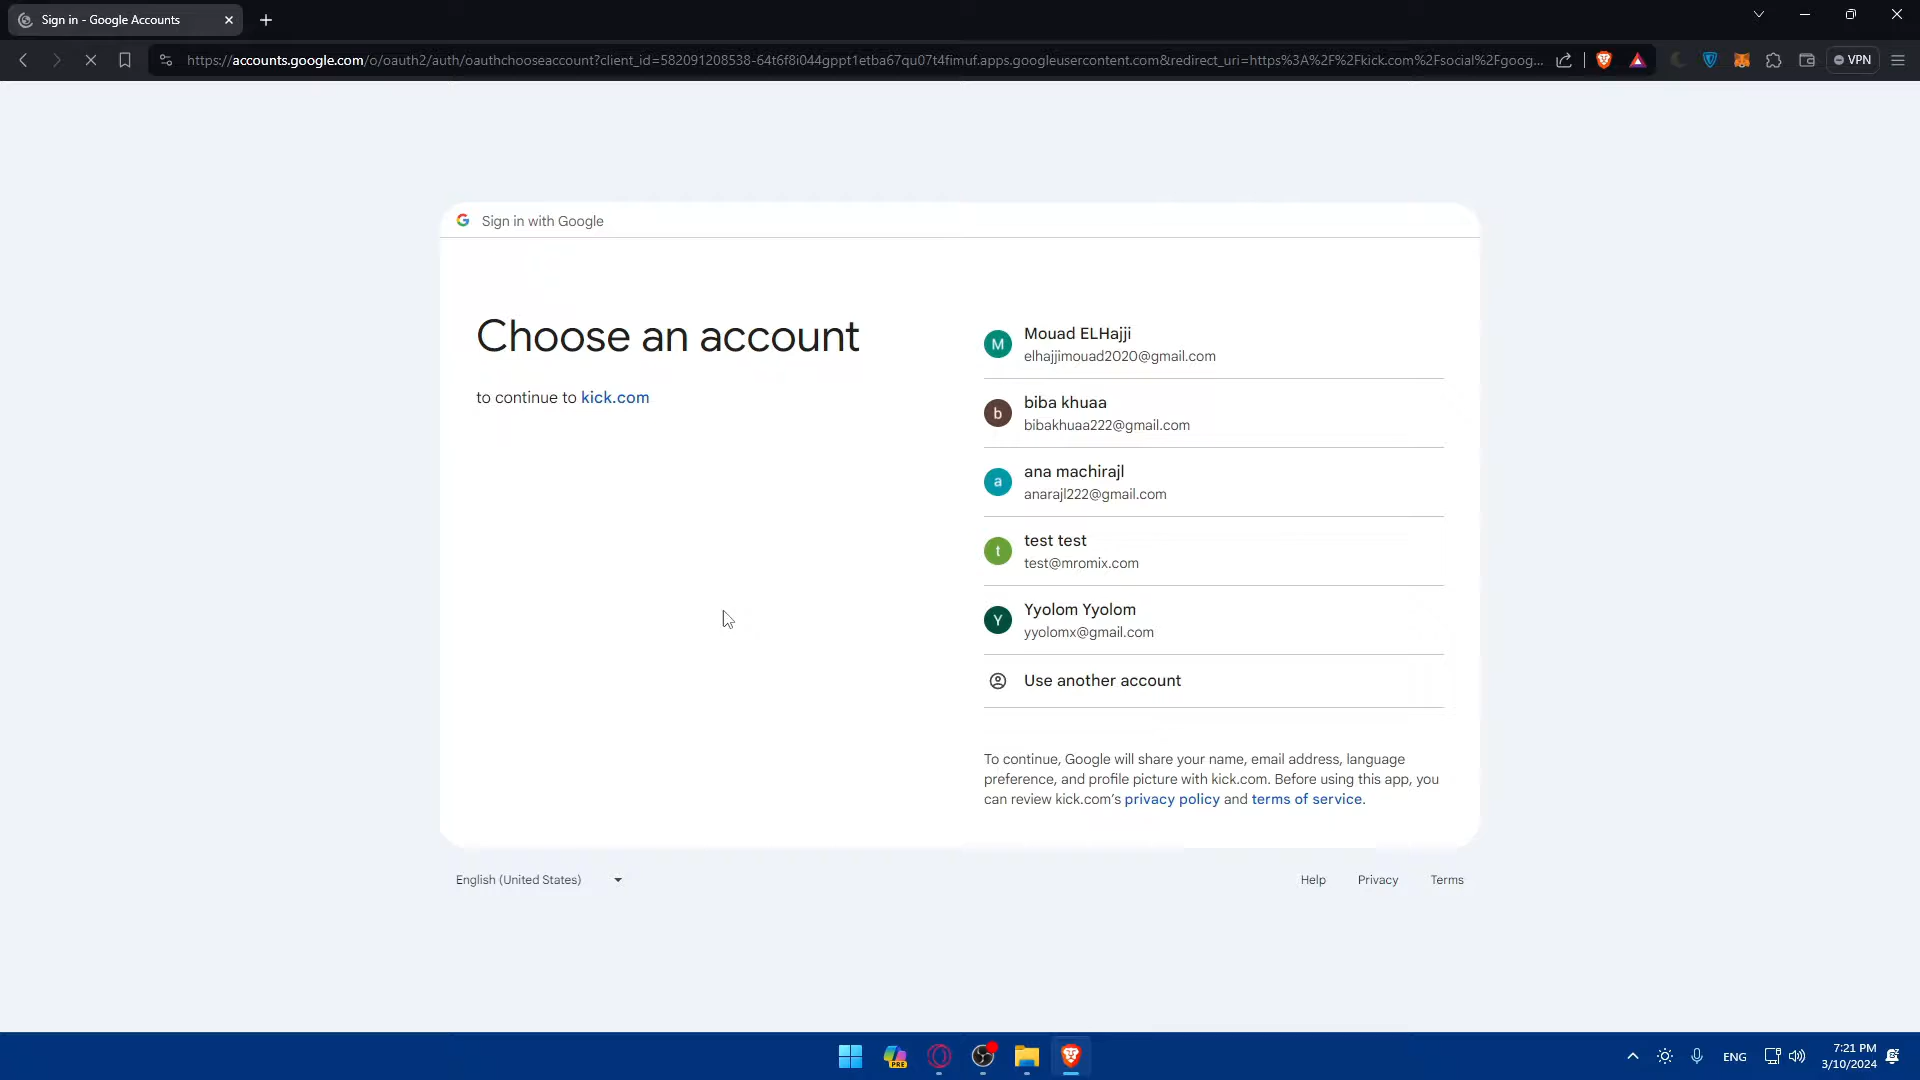 Sign in - Google Accounts
https://accounts.google.com/o/oauth2/auth/oauthchooseaccount?client_id=582091208538-64t6f8i044gppt1etba67qu07t4fimuf.apps.googleusercontent.com&redirect_uri=https%3A%2F%2Fkick.com%2Fsocial%2Fgoog...
VPN
Sign in with Google
Choose an account
to continue to kick.com
M
Mouad ELHajji
elhajjimouad2020@gmail.com
b
biba khuaa
bibakhuaa222@gmail.com
a
ana machirajl
anarajl222@gmail.com
t
test test
test@mromix.com
Y
Yyolom Yyolom
yyolomx@gmail.com
Use another account
To continue, Google will share your name, email address, language
preference, and profile picture with kick.com. Before using this app, you
can review kick.com's privacy policy and terms of service.
English (United States)
Help
Privacy
Terms
PRE
ENG
7:21 PM
3/10/2024